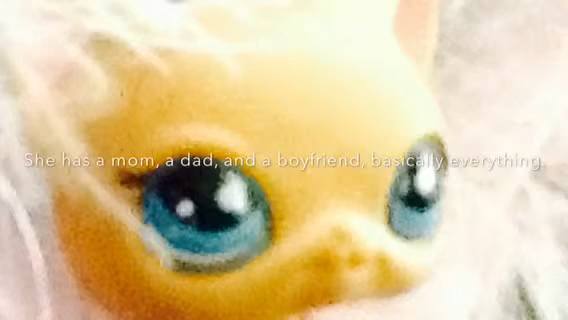 She has a mom, a dad, and a boyfriend, basically everything.